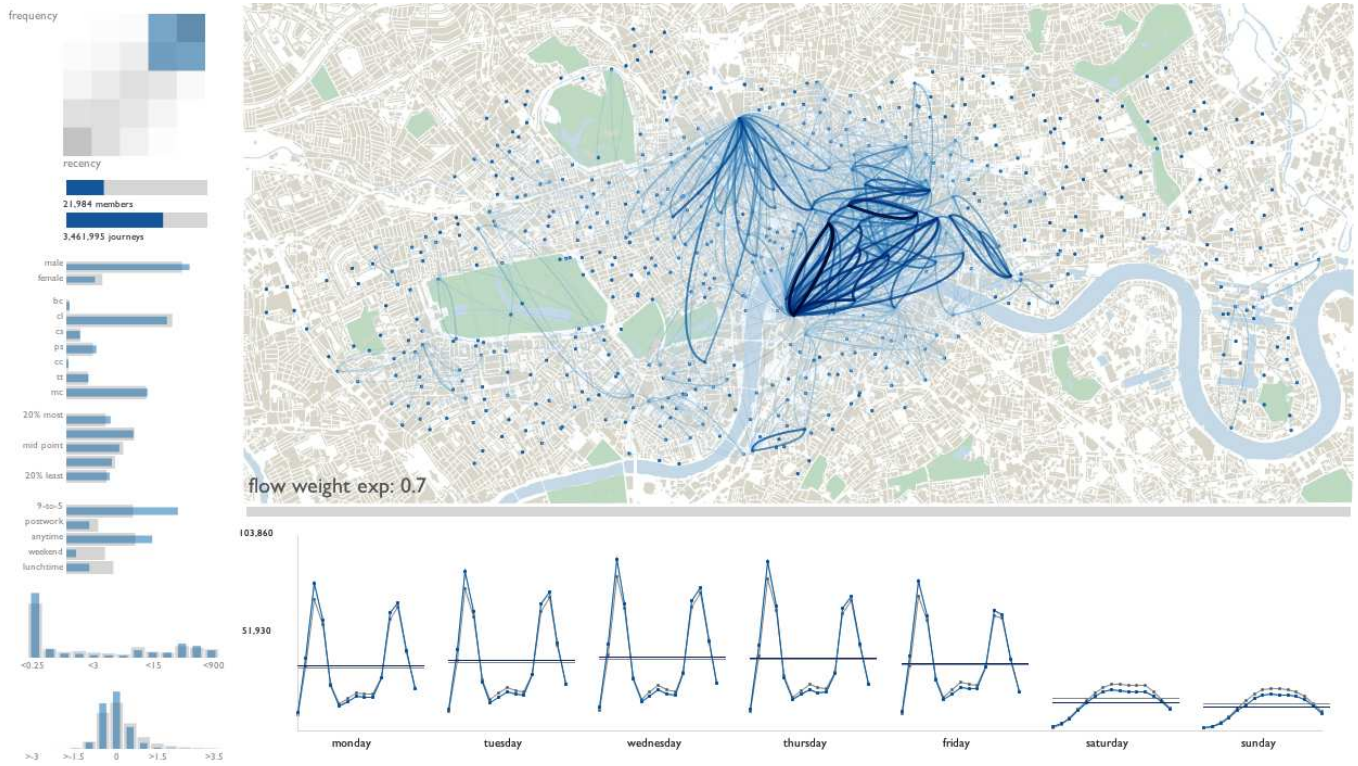 frequency
recency
21,984 members
3,461,995 journeys
male
female
bc
cl
cs
ps
cc
tt
mc
20% most
mid point
20% least
9-to-5
postwork
anytime
weekend
lunchtime
<0.25 <3 <15 <900
>-3 >-1.5 0 >1.5 >3.5
flow weight exp: 0.7
103,860
51,930
monday tuesday wednesday thursday friday saturday sunday